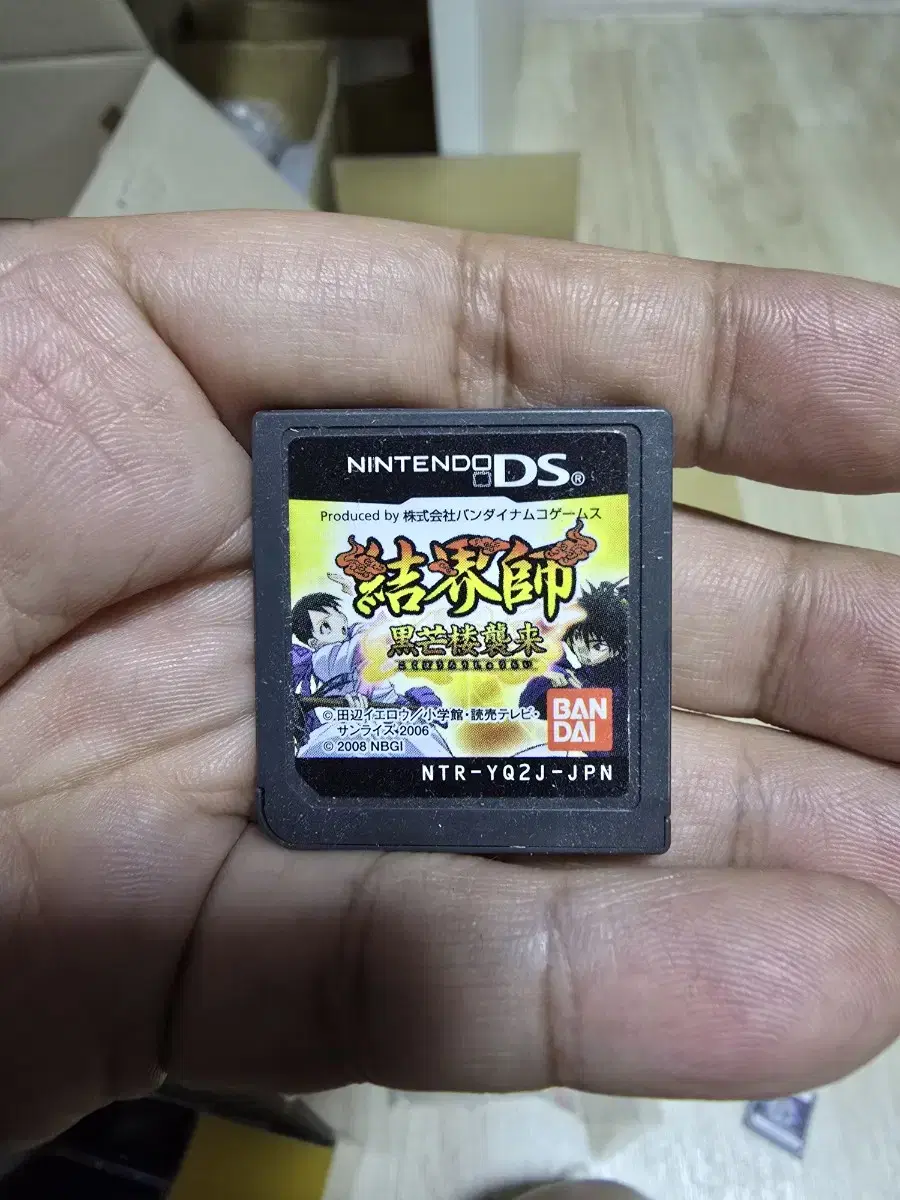 NINTENDO DS®
Produced by 株式会社バンダイナムコゲームス
結界師
黒芒楼襲来
© 田辺イエロウ/小学館・読売テレビ・
サンライズ 2006
© 2008 NBGI
BAN
DAI
NTR-YQ2J-JPN